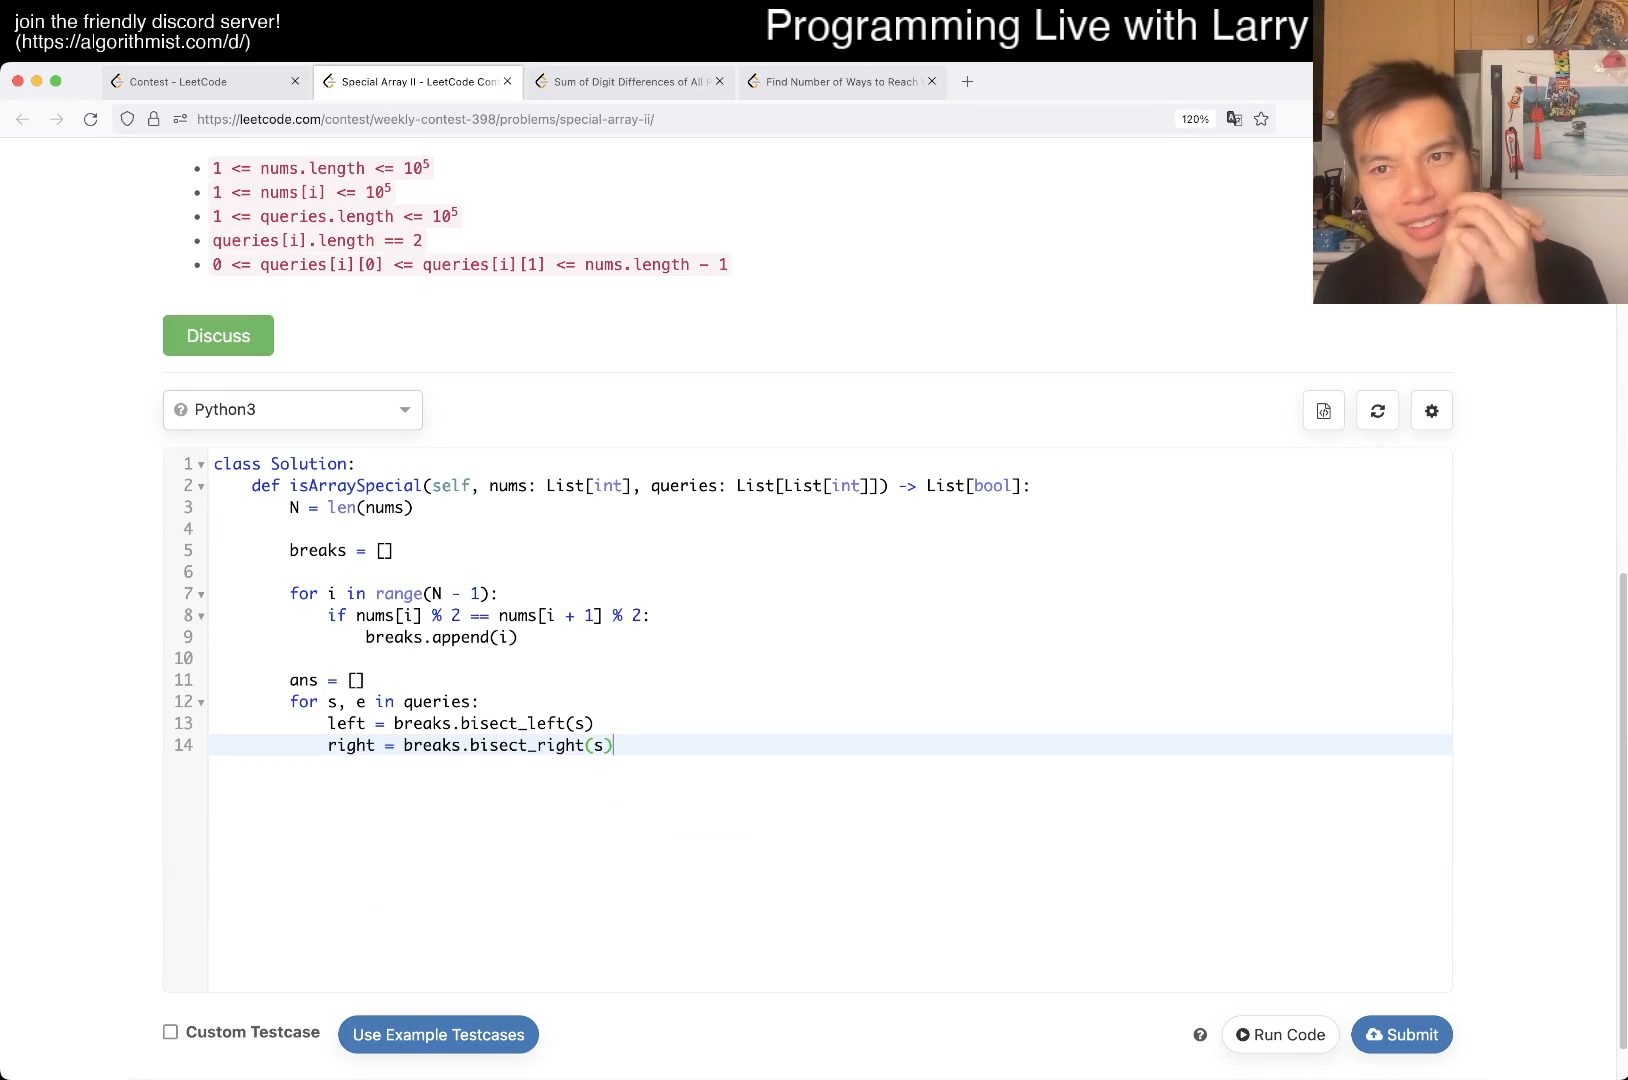 join the friendly discord server!
(https://algorithmist.com/d/)
Programming Live with Larry
Contest - LeetCode
Special Array II - LeetCode Con
Sum of Digit Differences of All P
Find Number of Ways to Reach
https://leetcode.com/contest/weekly-contest-398/problems/special-array-ii/
120%
1 <= nums.length <= 10⁵
1 <= nums[i] <= 10⁵
1 <= queries.length <= 10⁵
queries[i].length == 2
0 <= queries[i][0] <= queries[i][1] <= nums.length - 1
Discuss
Python3
1 class Solution:
2     def isArraySpecial(self, nums: List[int], queries: List[List[int]]) -> List[bool]:
3         N = len(nums)
4
5         breaks = []
6
7         for i in range(N - 1):
8             if nums[i] % 2 == nums[i + 1] % 2:
9                 breaks.append(i)
10
11         ans = []
12         for s, e in queries:
13             left = breaks.bisect_left(s)
14             right = breaks.bisect_right(s)
Custom Testcase
Use Example Testcases
Run Code
Submit